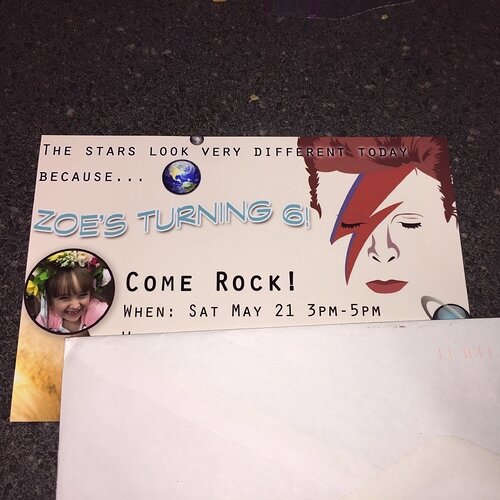 The stars look very different today
because...
Zoe's turning 6!
Come Rock!
When: Sat May 21 3pm-5pm